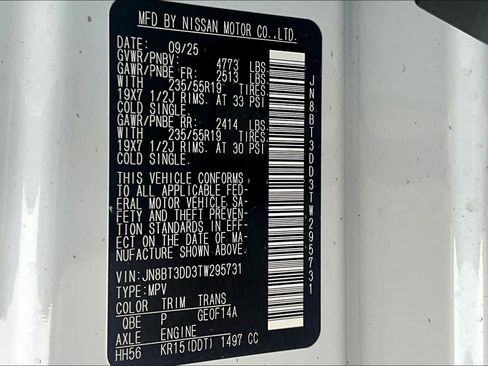 MFD BY NISSAN MOTOR CO.,LTD.
DATE: 09/25
GVWR/PNBV: 4773 LBS.
GAWR/PNBE FR: 2513 LBS.
WITH 235/55R19 TIRES.
19X7 1/2J RIMS. AT 33 PSI
COLD SINGLE.
GAWR/PNBE RR: 2414 LBS.
WITH 235/55R19 TIRES.
19X7 1/2J RIMS. AT 30 PSI
COLD SINGLE.
THIS VEHICLE CONFORMS
TO ALL APPLICABLE FED-
ERAL MOTOR VEHICLE SA-
FETY AND THEFT PREVEN-
TION STANDARDS IN EFF-
ECT ON THE DATE OF MA-
NUFACTURE SHOWN ABOVE.
VIN: JN8BT3DD3TW295731
TYPE: MPV
COLOR TRIM TRANS
QBE P GE0F14A
AXLE ENGINE
HH56 KR15(DDT) 1497 CC
JN8BT3DD3TW295731